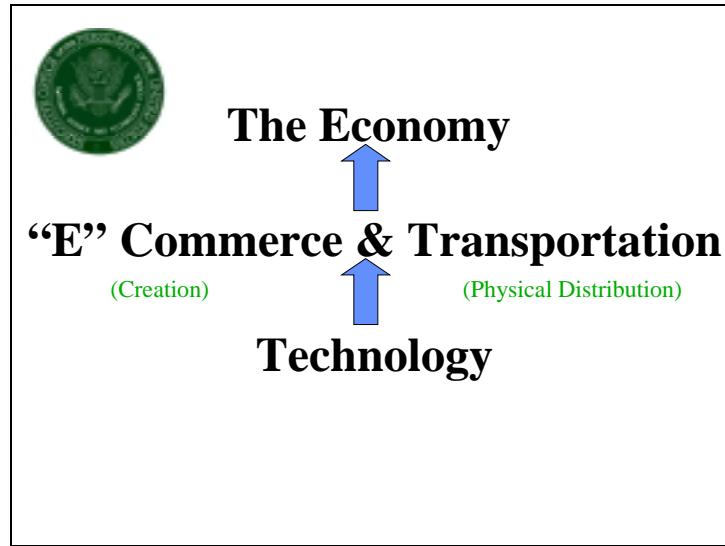 The Economy
“E” Commerce & Transportation
(Creation) (Physical Distribution)
Technology